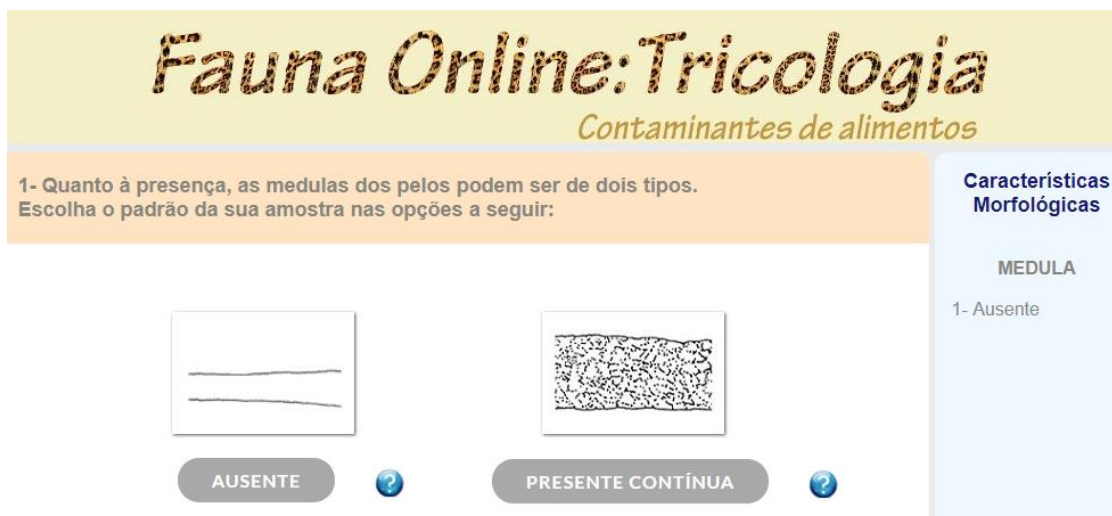 Fauna Online:Tricologia
Contaminantes de alimentos
1- Quanto à presença, as medulas dos pelos podem ser de dois tipos.
Escolha o padrão da sua amostra nas opções a seguir:
AUSENTE
?
PRESENTE CONTÍNUA
?
Características
Morfológicas
MEDULA
1- Ausente